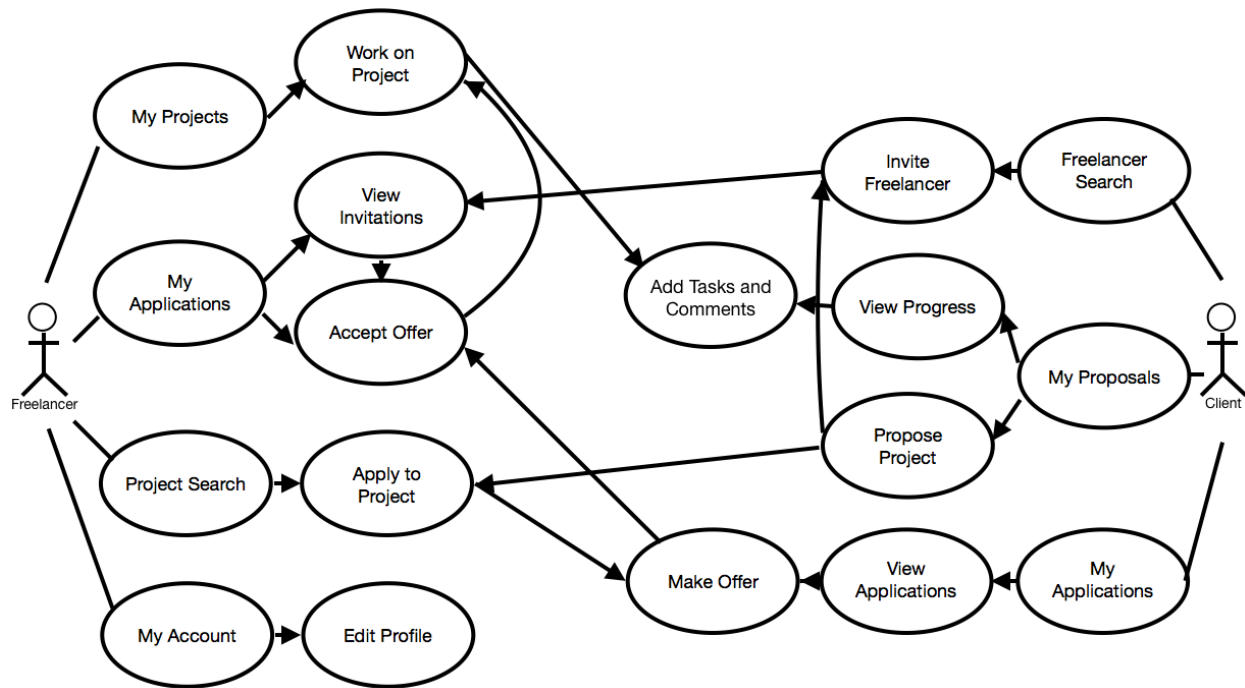 Work on
Project
My Projects
Invite
Freelancer
Freelancer
Search
View
Invitations
My
Applications
Add Tasks and
Comments
View Progress
Accept Offer
My Proposals
Freelancer
Client
Propose
Project
Project Search
Apply to
Project
Make Offer
View
Applications
My
Applications
My Account
Edit Profile